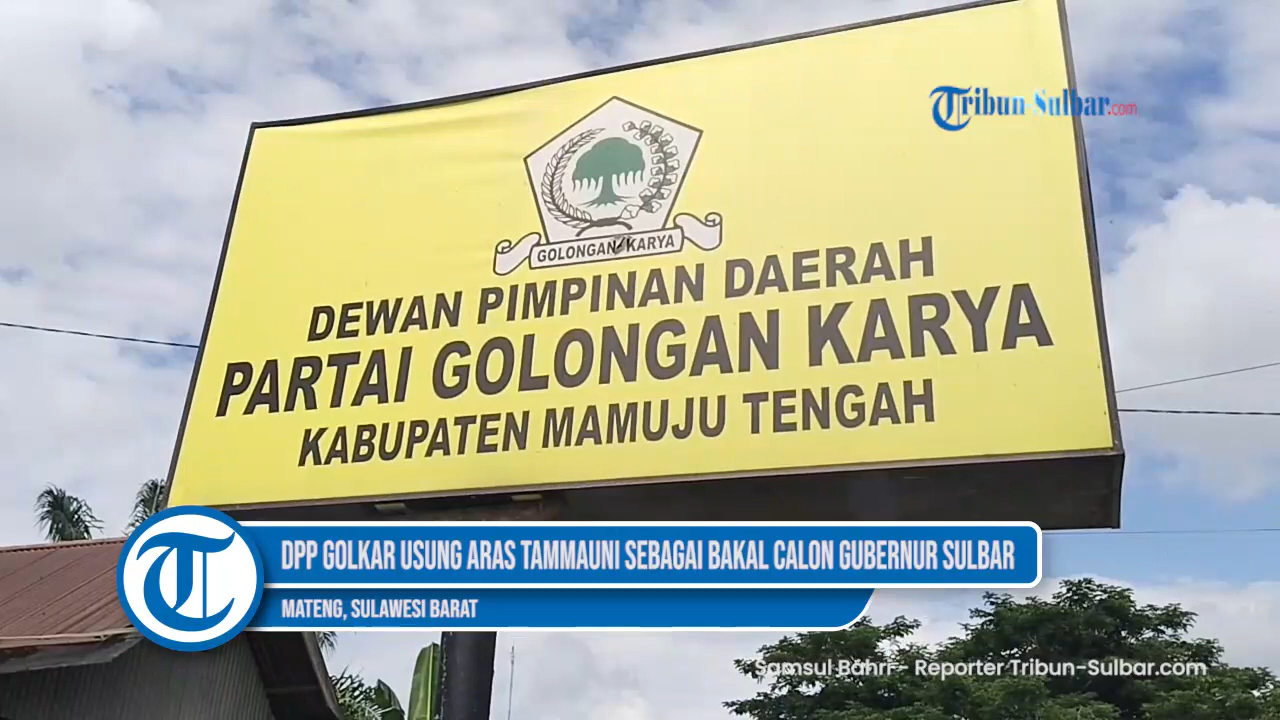 Tribun Sulbar.com
GOLONGAN KARYA
DEWAN PIMPINAN DAERAH
PARTAI GOLONGAN KARYA
KABUPATEN MAMUJU TENGAH
DPP GOLKAR USUNG ARAS TAMMAUNI SEBAGAI BAKAL CALON GUBERNUR SULBAR
MATENG, SULAWESI BARAT
Samsul Bahri - Reporter Tribun-Sulbar.com